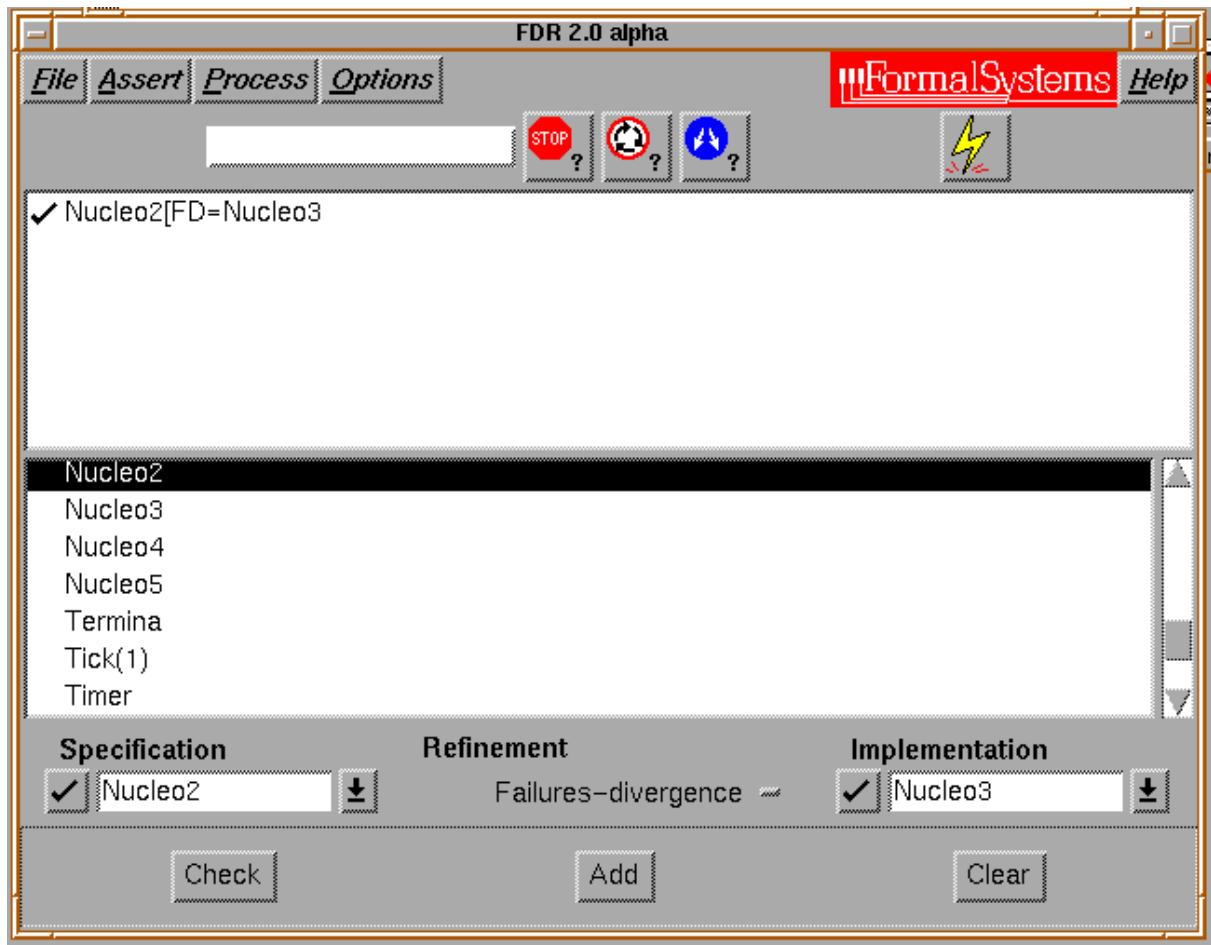 FDR 2.0 alpha
File Assert Process Options FormalSystems Help
STOP ? ? ?
Nucleo2[FD=Nucleo3
Nucleo2
Nucleo3
Nucleo4
Nucleo5
Termina
Tick(1)
Timer
Specification Refinement Implementation
Nucleo2 Failures-divergence Nucleo3
Check Add Clear